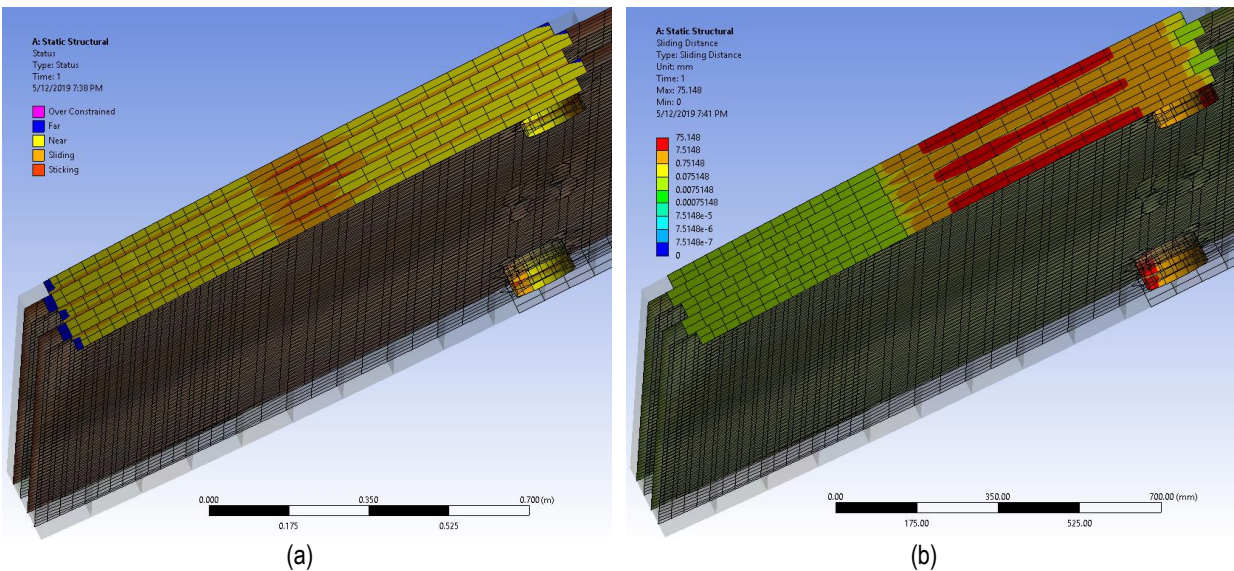 A: Static Structural
Status
Type: Status
Time: 1
5/12/2019 7:38 PM
Over Constrained
Far
Near
Sliding
Sticking
0.000 0.350 0.700 (m)
0.175 0.525
(a)
A: Static Structural
Sliding Distance
Type: Sliding Distance
Unit: mm
Time: 1
Max: 75.148
Min: 0
5/12/2019 7:41 PM
75.148
7.5148
0.75148
0.075148
0.0075148
0.00075148
7.5148e-5
7.5148e-6
7.5148e-7
0
0.00 350.00 700.00 (mm)
175.00 525.00
(b)